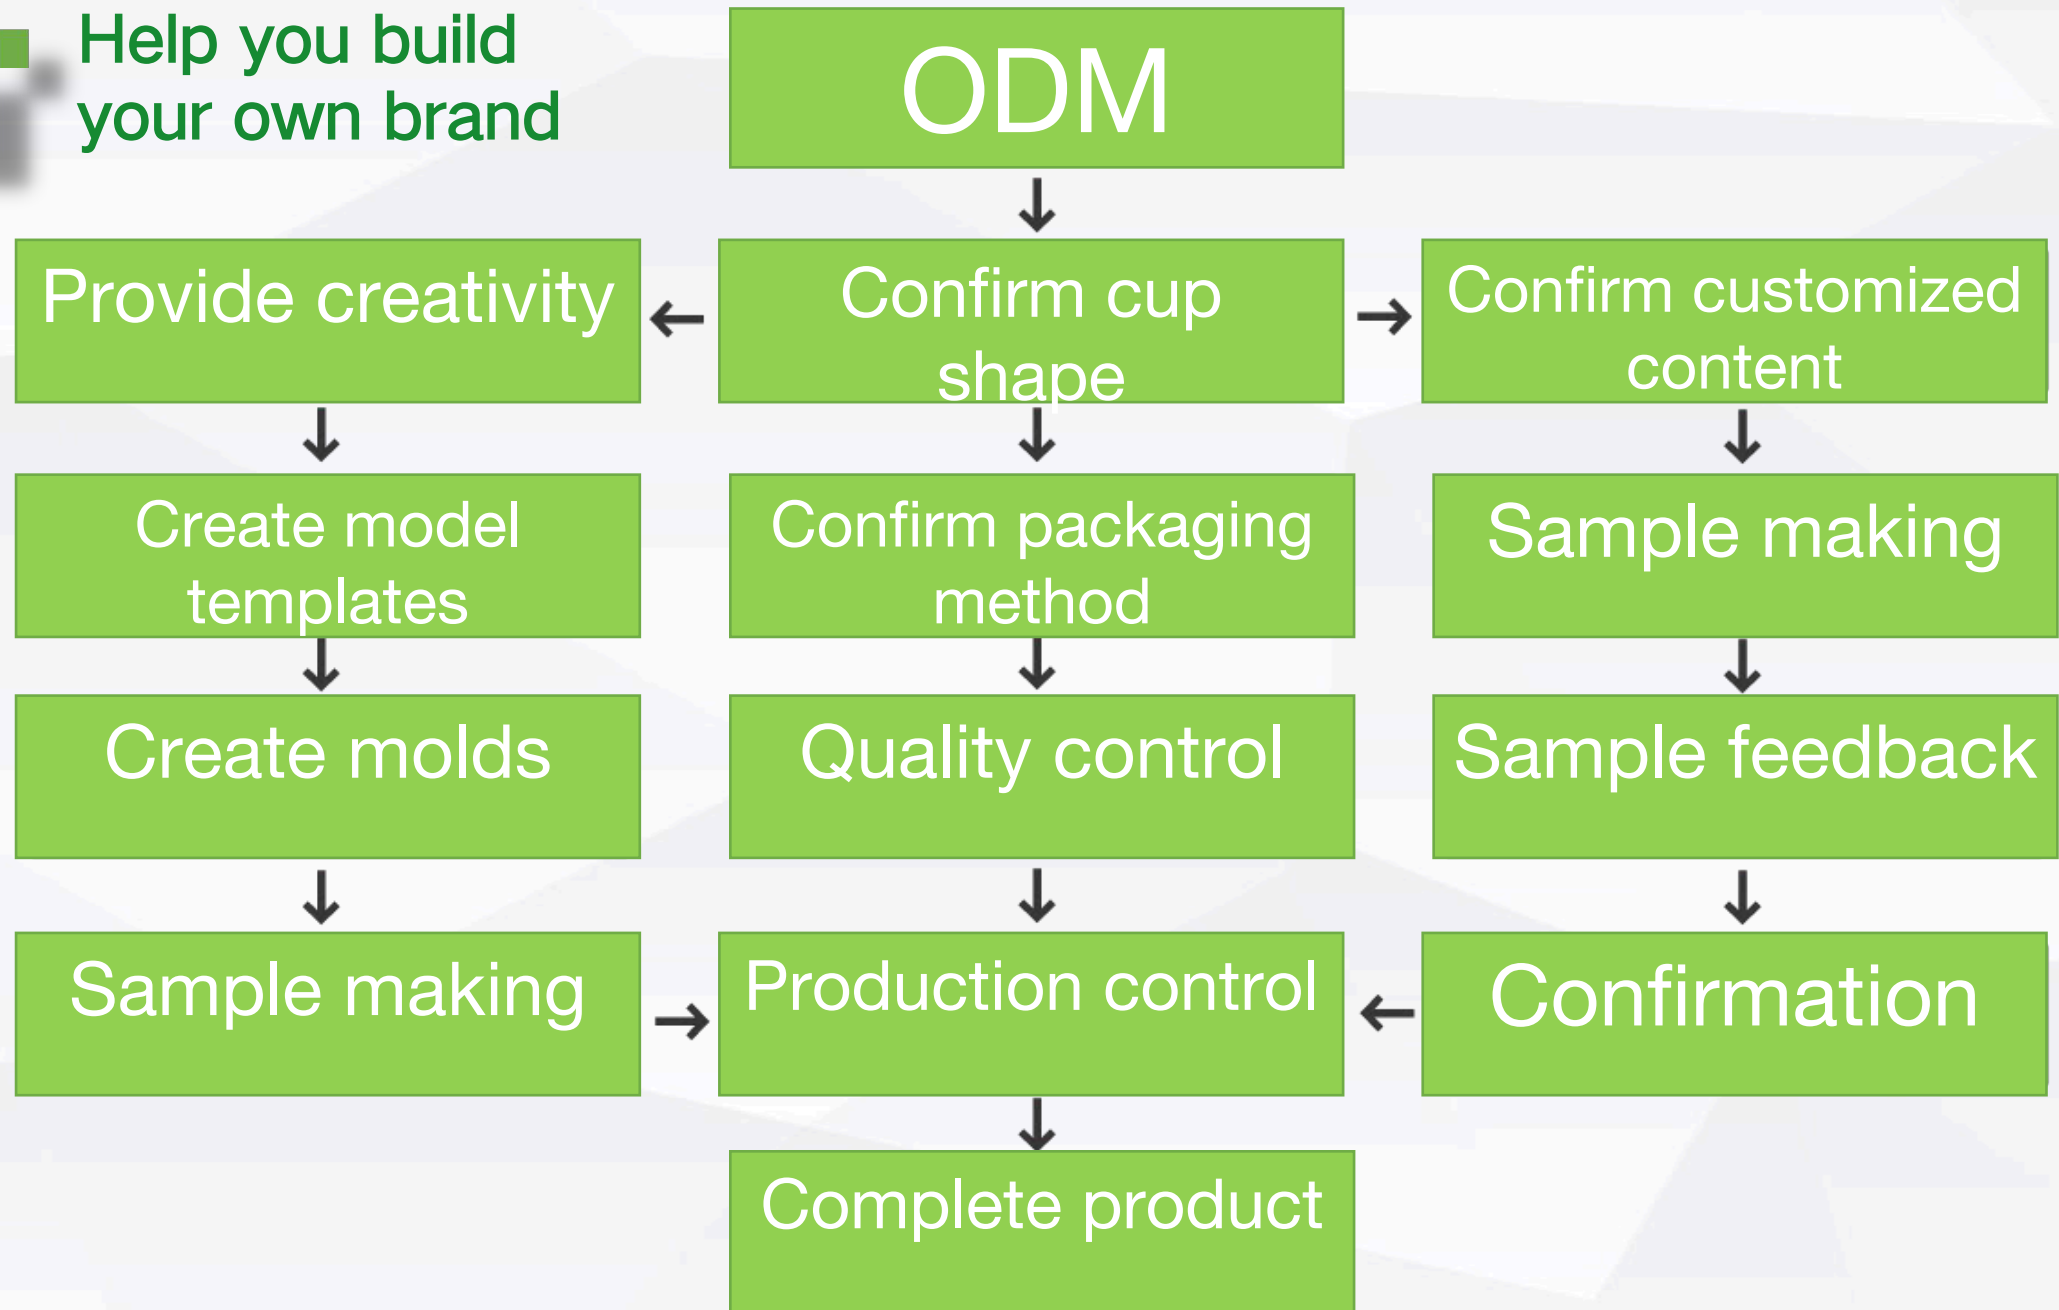 Help you build
your own brand
ODM
Provide creativity
Confirm cup
shape
Confirm customized
content
Create model
templates
Confirm packaging
method
Sample making
Create molds
Quality control
Sample feedback
Sample making
Production control
Confirmation
Complete product